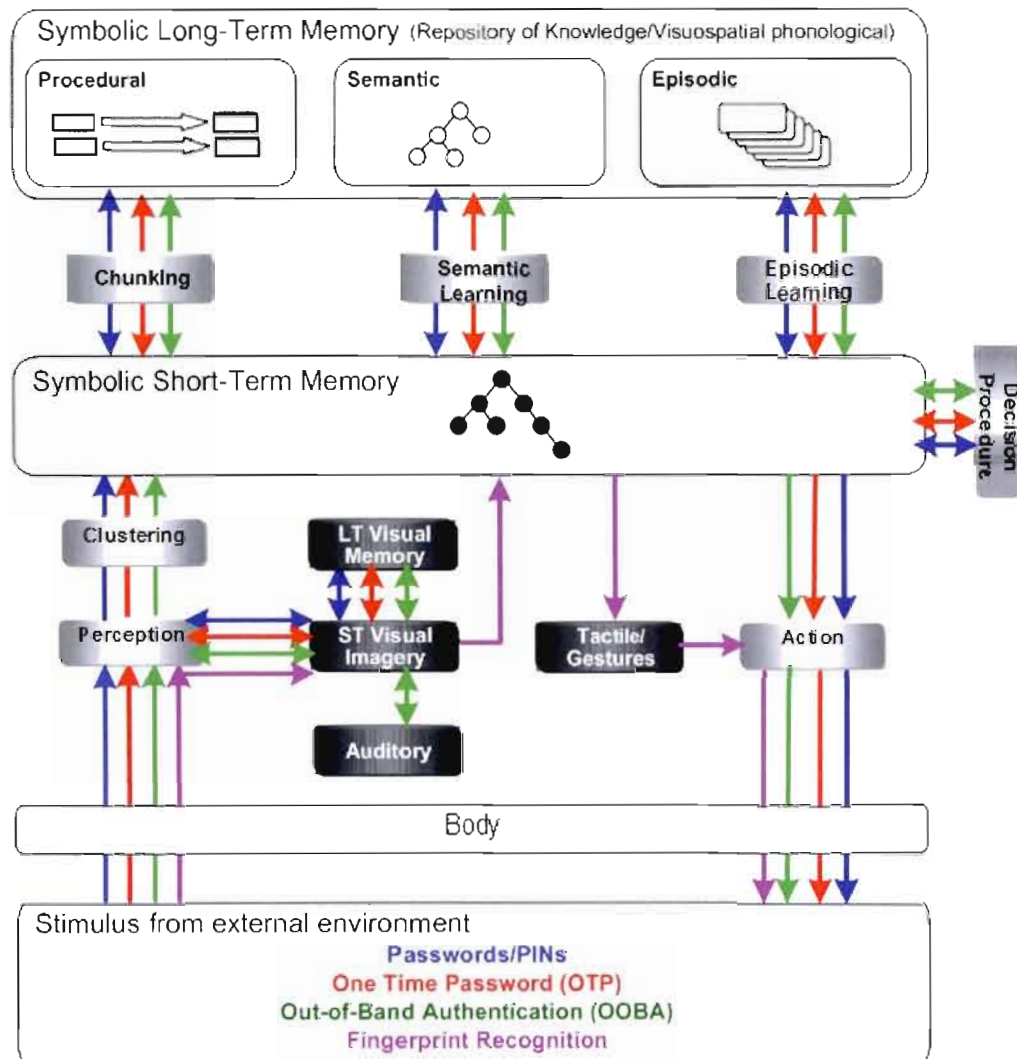 Symbolic Long-Term Memory (Repository of Knowledge/Visuospatial phonological)
Procedural
Semantic
Episodic
Chunking
Semantic
Learning
Episodic
Learning
Symbolic Short-Term Memory
Decision
Procedure
Clustering
LT Visual
Memory
Perception
ST Visual
Imagery
Tactile/
Gestures
Action
Auditory
Body
Stimulus from external environment
Passwords/PINs
One Time Password (OTP)
Out-of-Band Authentication (OOBA)
Fingerprint Recognition